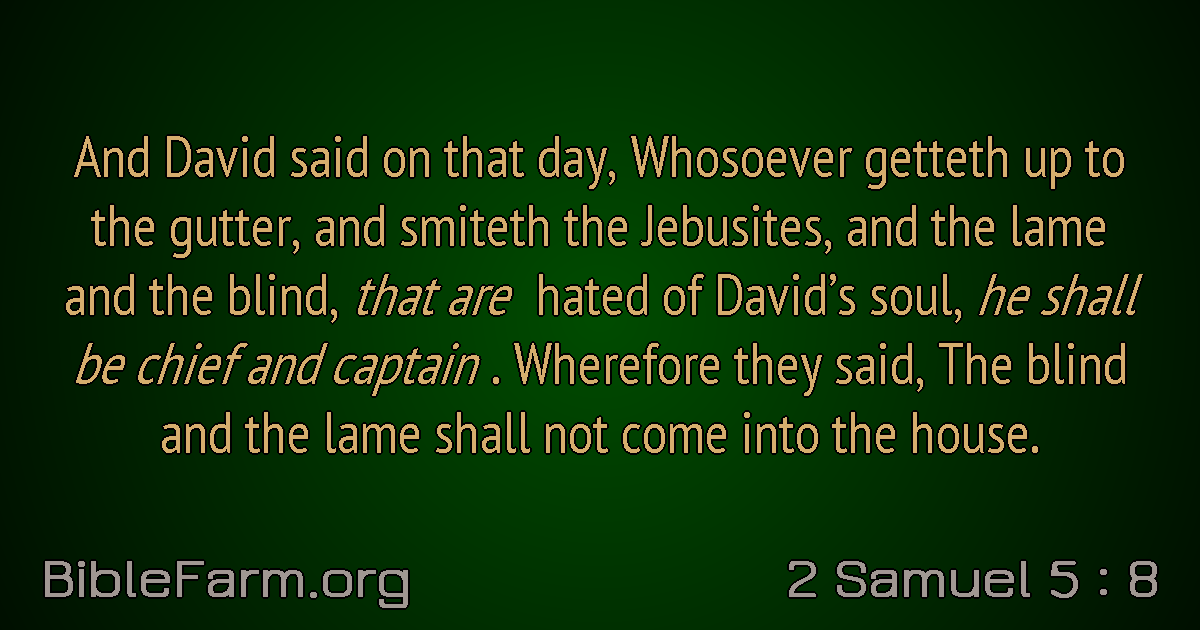 And David said on that day, Whosoever getteth up to
the gutter, and smiteth the Jebusites, and the lame
and the blind, that are hated of David’s soul, he shall
be chief and captain . Wherefore they said, The blind
and the lame shall not come into the house.
BibleFarm.org
2 Samuel 5 : 8